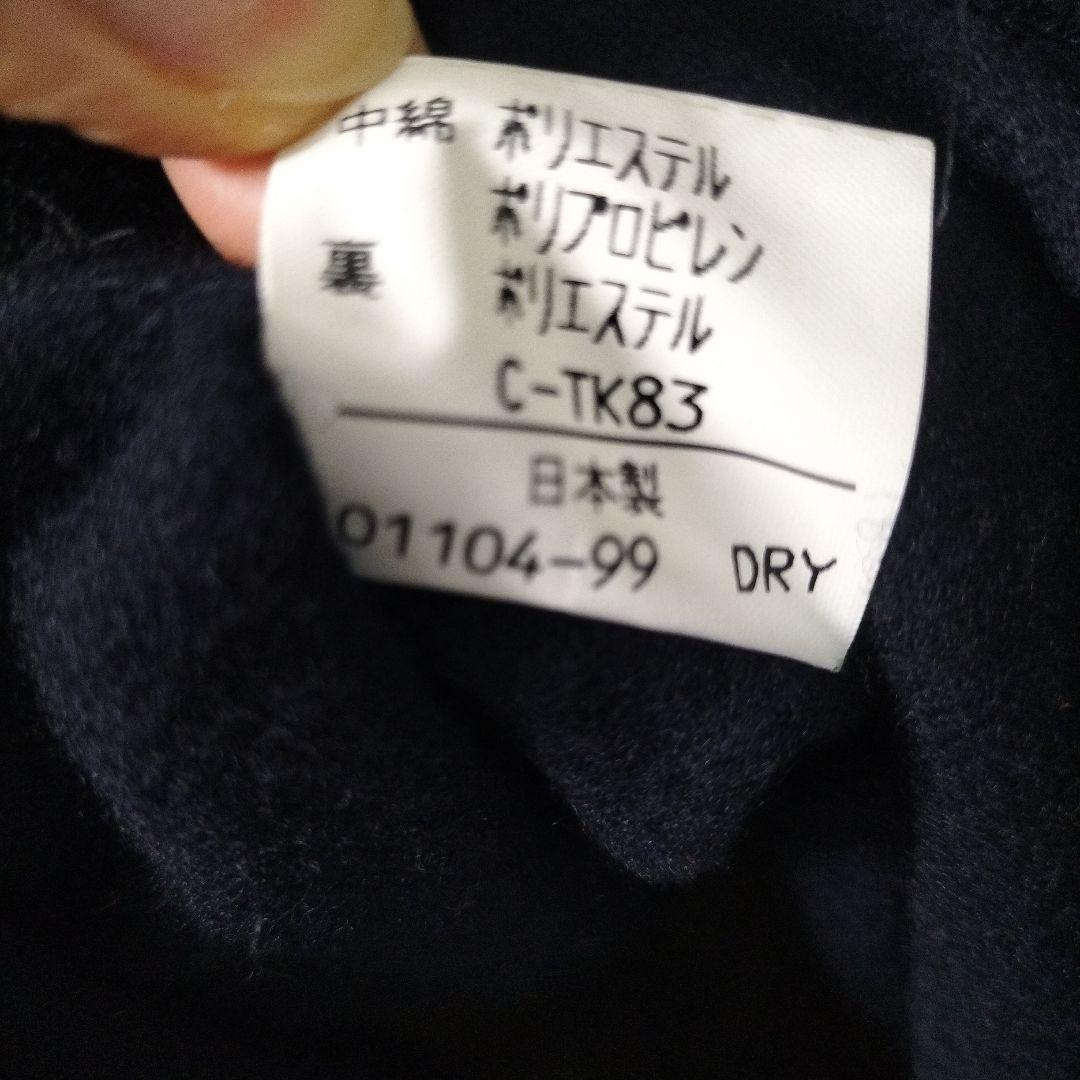 中綿 ポリエステル
ポリプロピレン
裏 ポリエステル
C-TK83
日本製
01104-99 DRY